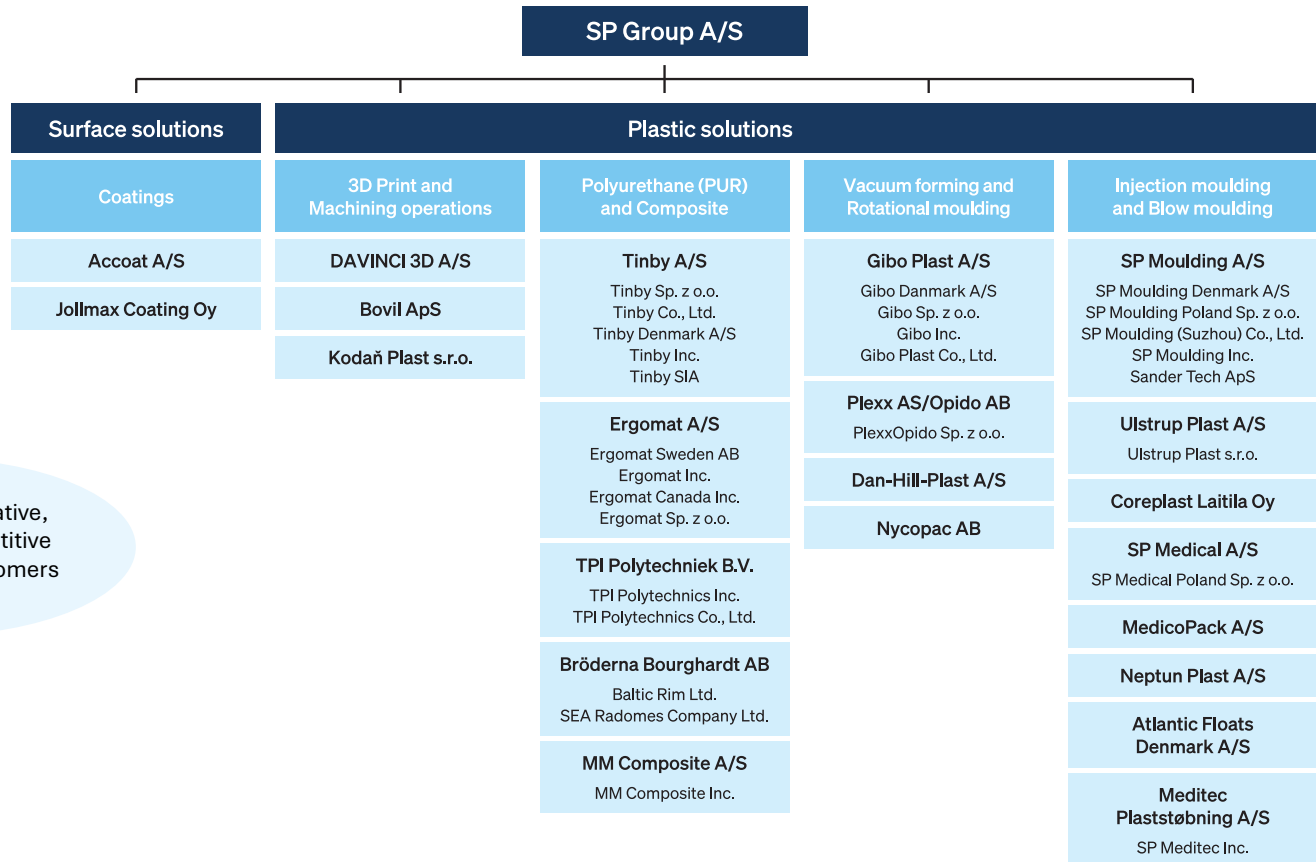 SP Group A/S
Surface solutions
Plastic solutions
Coatings
Accoat A/S
Jollmax Coating Oy
3D Print and
Machining operations
DAVINCI 3D A/S
Bovil ApS
Kodaň Plast s.r.o.
Polyurethane (PUR)
and Composite
Tinby A/S
Tinby Sp. z o.o.
Tinby Co., Ltd.
Tinby Denmark A/S
Tinby Inc.
Tinby SIA
Ergomat A/S
Ergomat Sweden AB
Ergomat Inc.
Ergomat Canada Inc.
Ergomat Sp. z o.o.
TPI Polytechniek B.V.
TPI Polytechnics Inc.
TPI Polytechnics Co., Ltd.
Bröderna Bourghardt AB
Baltic Rim Ltd.
SEA Radomes Company Ltd.
MM Composite A/S
MM Composite Inc.
Vacuum forming and
Rotational moulding
Gibo Plast A/S
Gibo Danmark A/S
Gibo Sp. z o.o.
Gibo Inc.
Gibo Plast Co., Ltd.
Plexx AS/Opido AB
PlexxOpido Sp. z o.o.
Dan-Hill-Plast A/S
Nycopac AB
Injection moulding
and Blow moulding
SP Moulding A/S
SP Moulding Denmark A/S
SP Moulding Poland Sp. z o.o.
SP Moulding (Suzhou) Co., Ltd.
SP Moulding Inc.
Sander Tech ApS
Ulstrup Plast A/S
Ulstrup Plast s.r.o.
Coreplast Laitila Oy
SP Medical A/S
SP Medical Poland Sp. z o.o.
MedicoPack A/S
Neptun Plast A/S
Atlantic Floats
Denmark A/S
Meditec
Plaststøbning A/S
SP Meditec Inc.
ative,
titive
omers